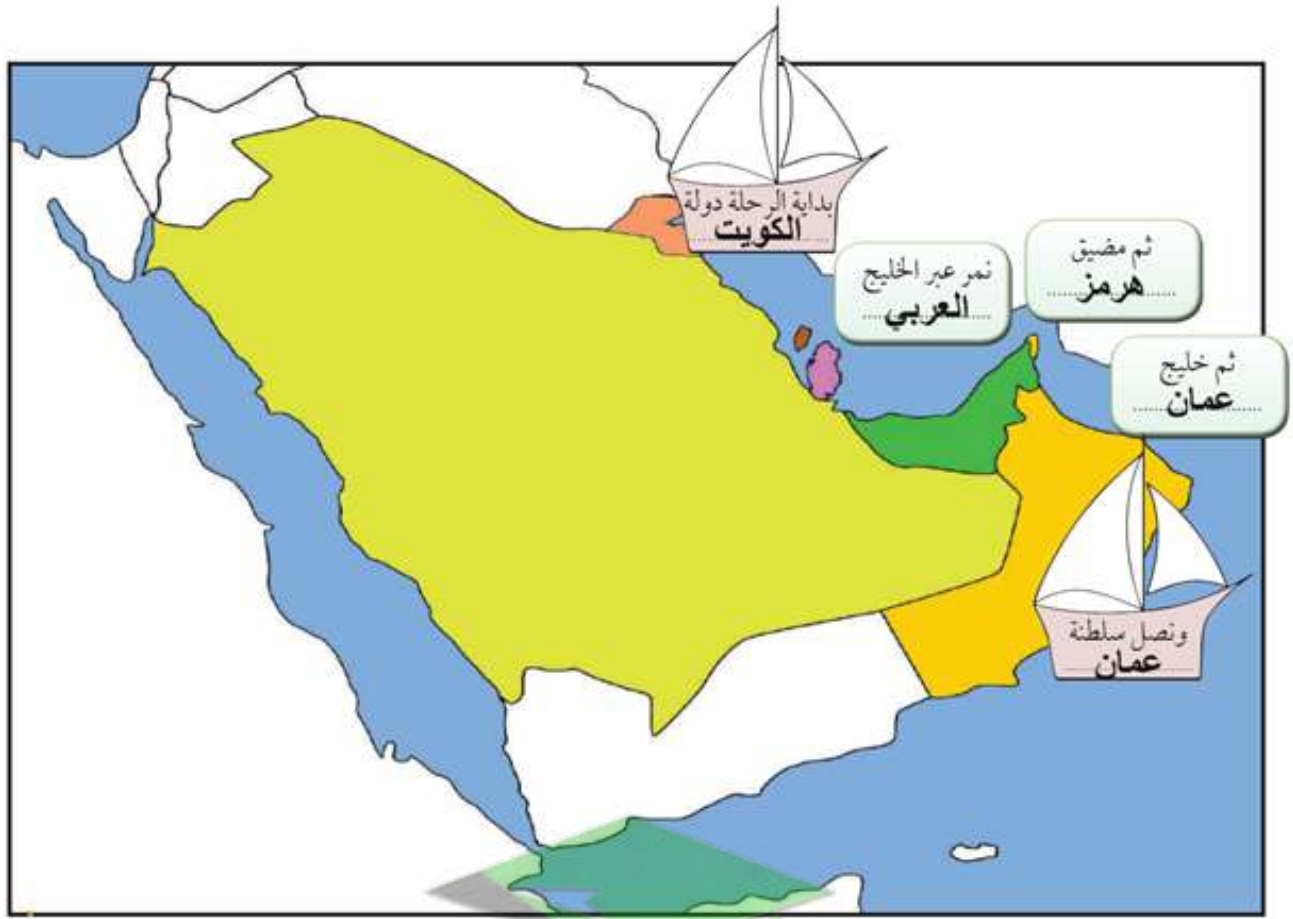 بداية الرحلة دولة
الكويت
نمر عبر الخليج
العربي
ثم مضيق
هرمز
ثم خليج
عمان
ونصل سلطنة
عمان